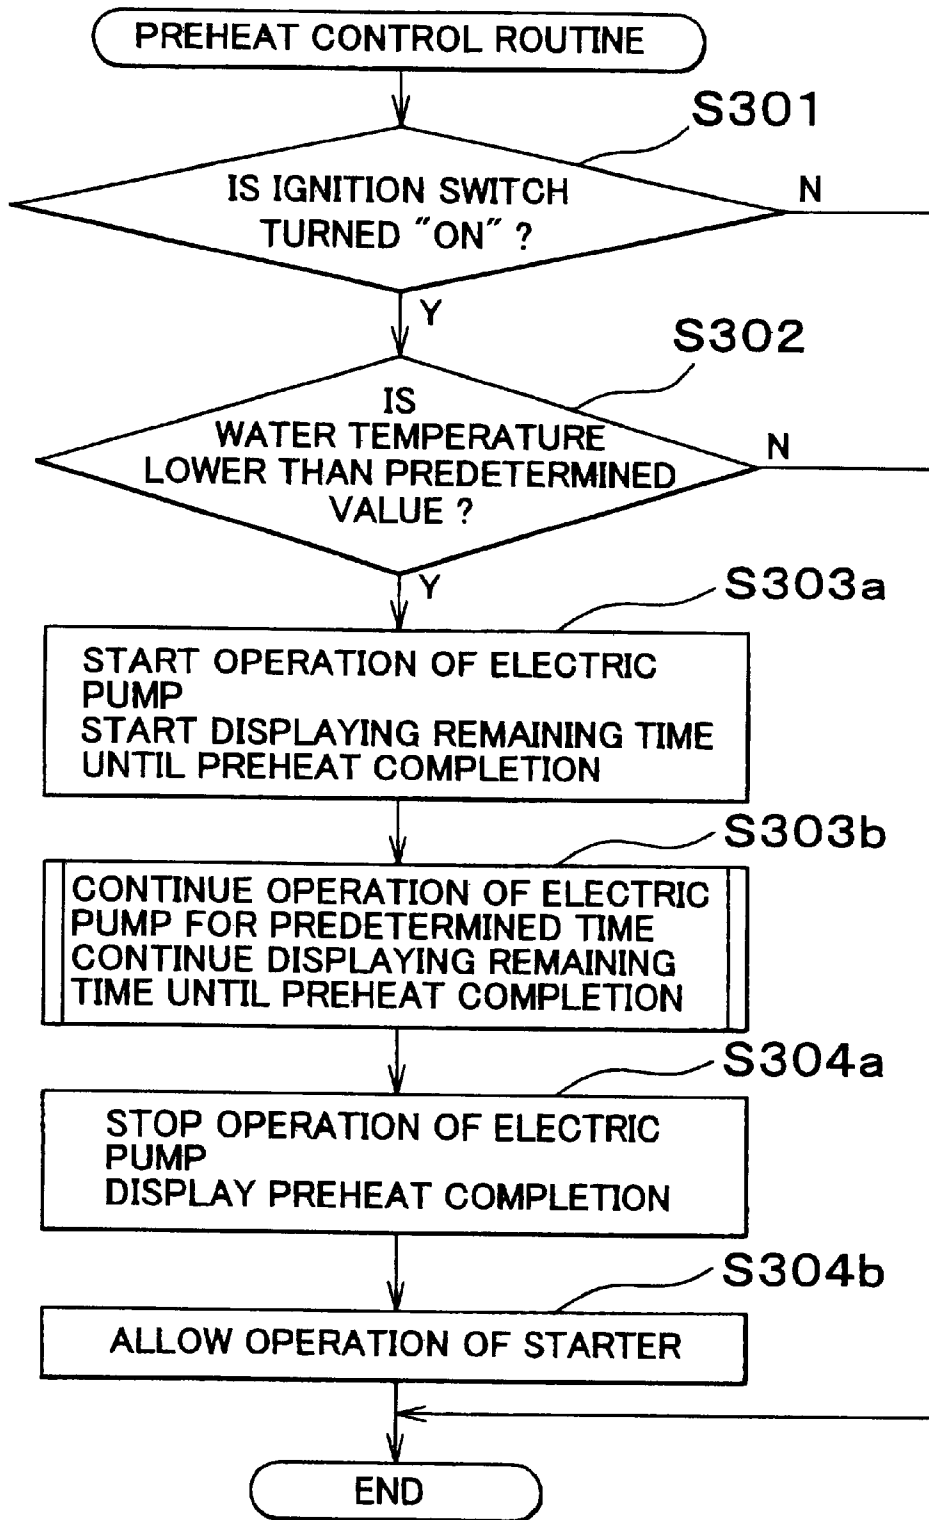 PREHEAT CONTROL ROUTINE
S301
IS IGNITION SWITCH
TURNED "ON" ?
N
Y
S302
IS
WATER TEMPERATURE
LOWER THAN PREDETERMINED
VALUE ?
N
Y
S303a
START OPERATION OF ELECTRIC
PUMP
START DISPLAYING REMAINING TIME
UNTIL PREHEAT COMPLETION
S303b
CONTINUE OPERATION OF ELECTRIC
PUMP FOR PREDETERMINED TIME
CONTINUE DISPLAYING REMAINING
TIME UNTIL PREHEAT COMPLETION
S304a
STOP OPERATION OF ELECTRIC
PUMP
DISPLAY PREHEAT COMPLETION
S304b
ALLOW OPERATION OF STARTER
END